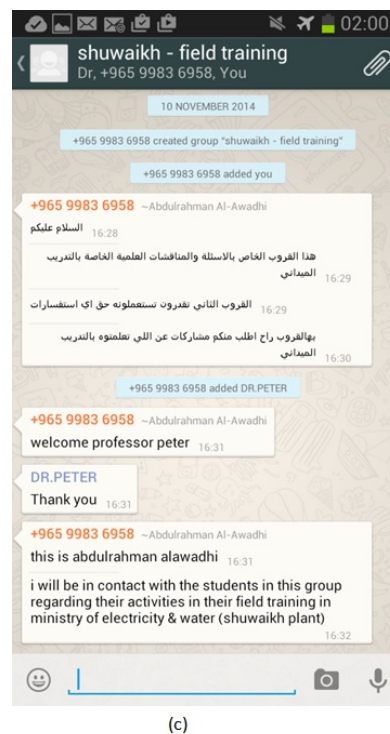 02:00
shuwaikh - field training
Dr, +965 9983 6958, You
10 NOVEMBER 2014
+965 9983 6958 created group "shuwaikh - field training"
+965 9983 6958 added you
+965 9983 6958 ~Abdulrahman Al-Awadhi
السلام عليكم 16:28
هذا القروب الخاص بالاسئلة والمناقشات العلمية الخاصة بالتدريب
الميداني 16:29
القروب الثاني تقدرون تستعملونه حق اي استفسارات 16:29
بهالقروب راح اطلب منكم مشاركات عن اللي تعلمتوه بالتدريب
الميداني 16:30
+965 9983 6958 added DR.PETER
+965 9983 6958 ~Abdulrahman Al-Awadhi
welcome professor peter 16:31
DR.PETER
Thank you 16:31
+965 9983 6958 ~Abdulrahman Al-Awadhi
this is abdulrahman alawadhi 16:31
i will be in contact with the students in this group
regarding their activities in their field training in
ministry of electricity & water (shuwaikh plant)
16:32
(c)